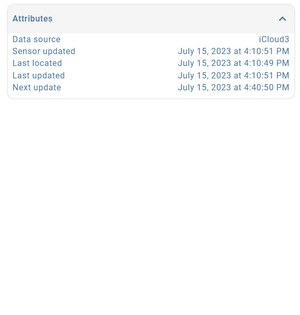 Attributes
Data source iCloud3
Sensor updated July 15, 2023 at 4:10:51 PM
Last located July 15, 2023 at 4:10:49 PM
Last updated July 15, 2023 at 4:10:51 PM
Next update July 15, 2023 at 4:40:50 PM